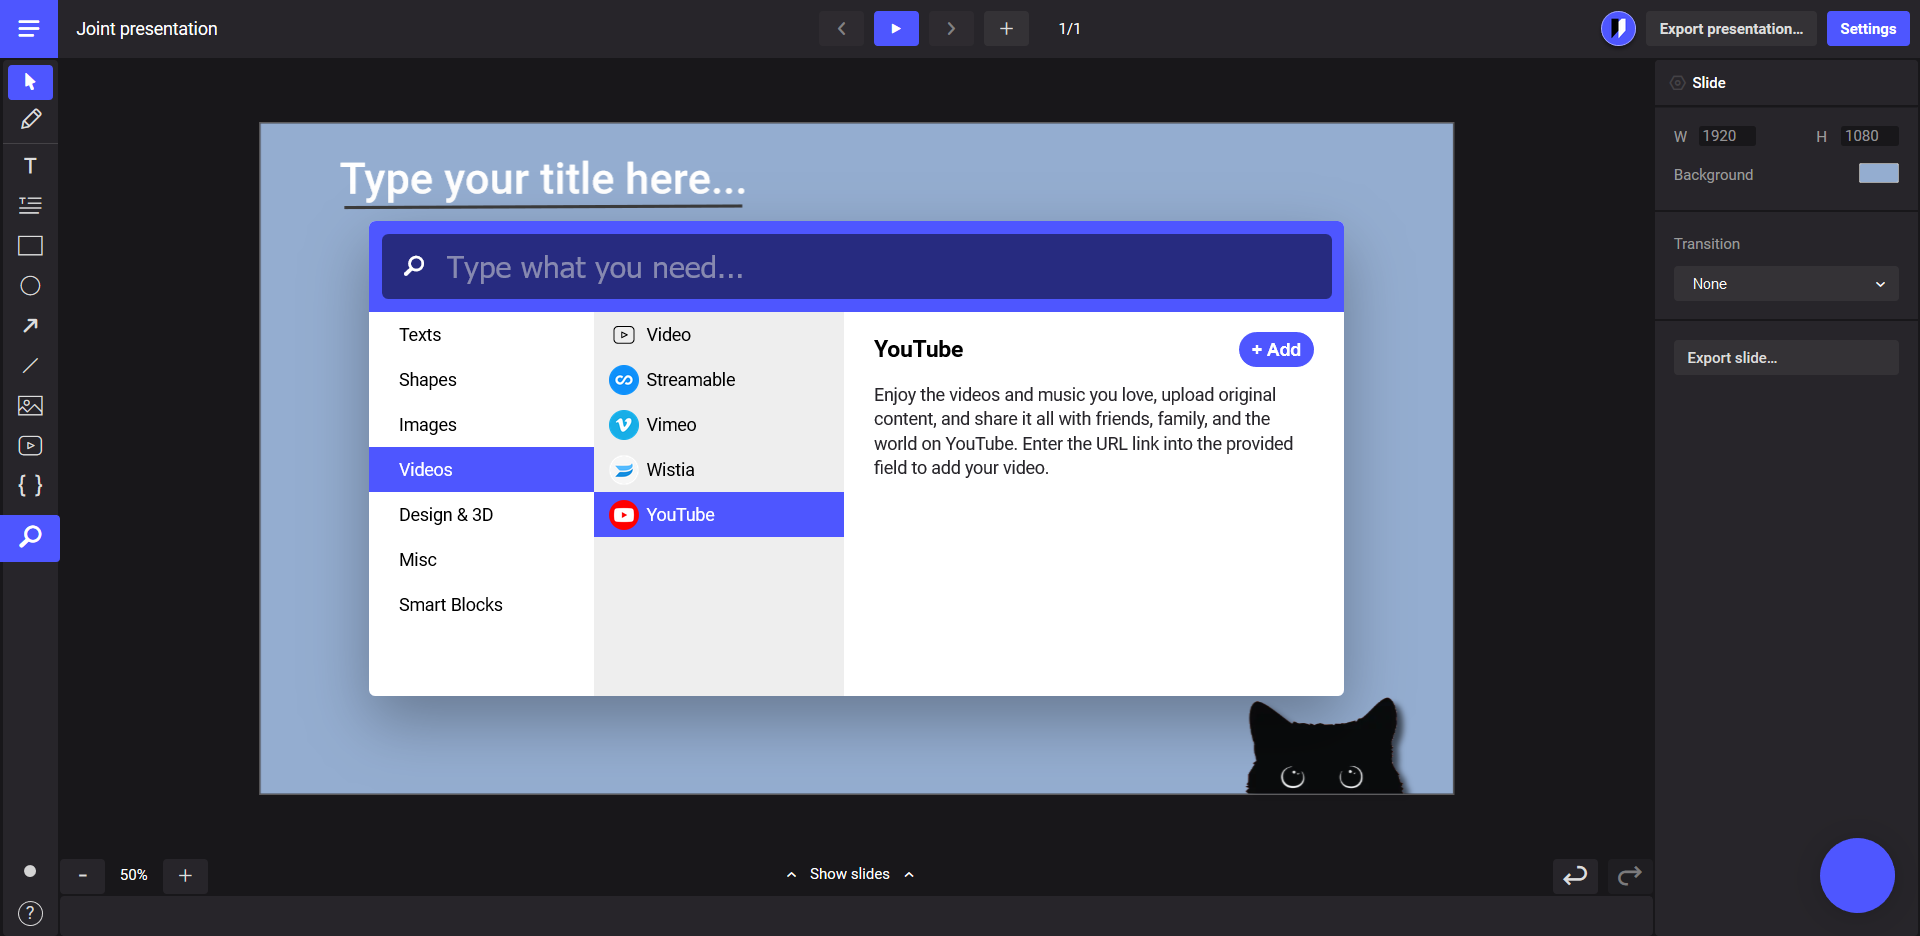 Joint presentation
1/1
Export presentation...
Settings
Slide
W 1920
H 1080
Background
Transition
None
Export slide...
T
Type your title here...
Type what you need...
Texts
Shapes
Images
Videos
Design & 3D
Misc
Smart Blocks
Video
Streamable
Vimeo
Wistia
YouTube
YouTube
+ Add
Enjoy the videos and music you love, upload original
content, and share it all with friends, family, and the
world on YouTube. Enter the URL link into the provided
field to add your video.
- 50% +
Show slides
?